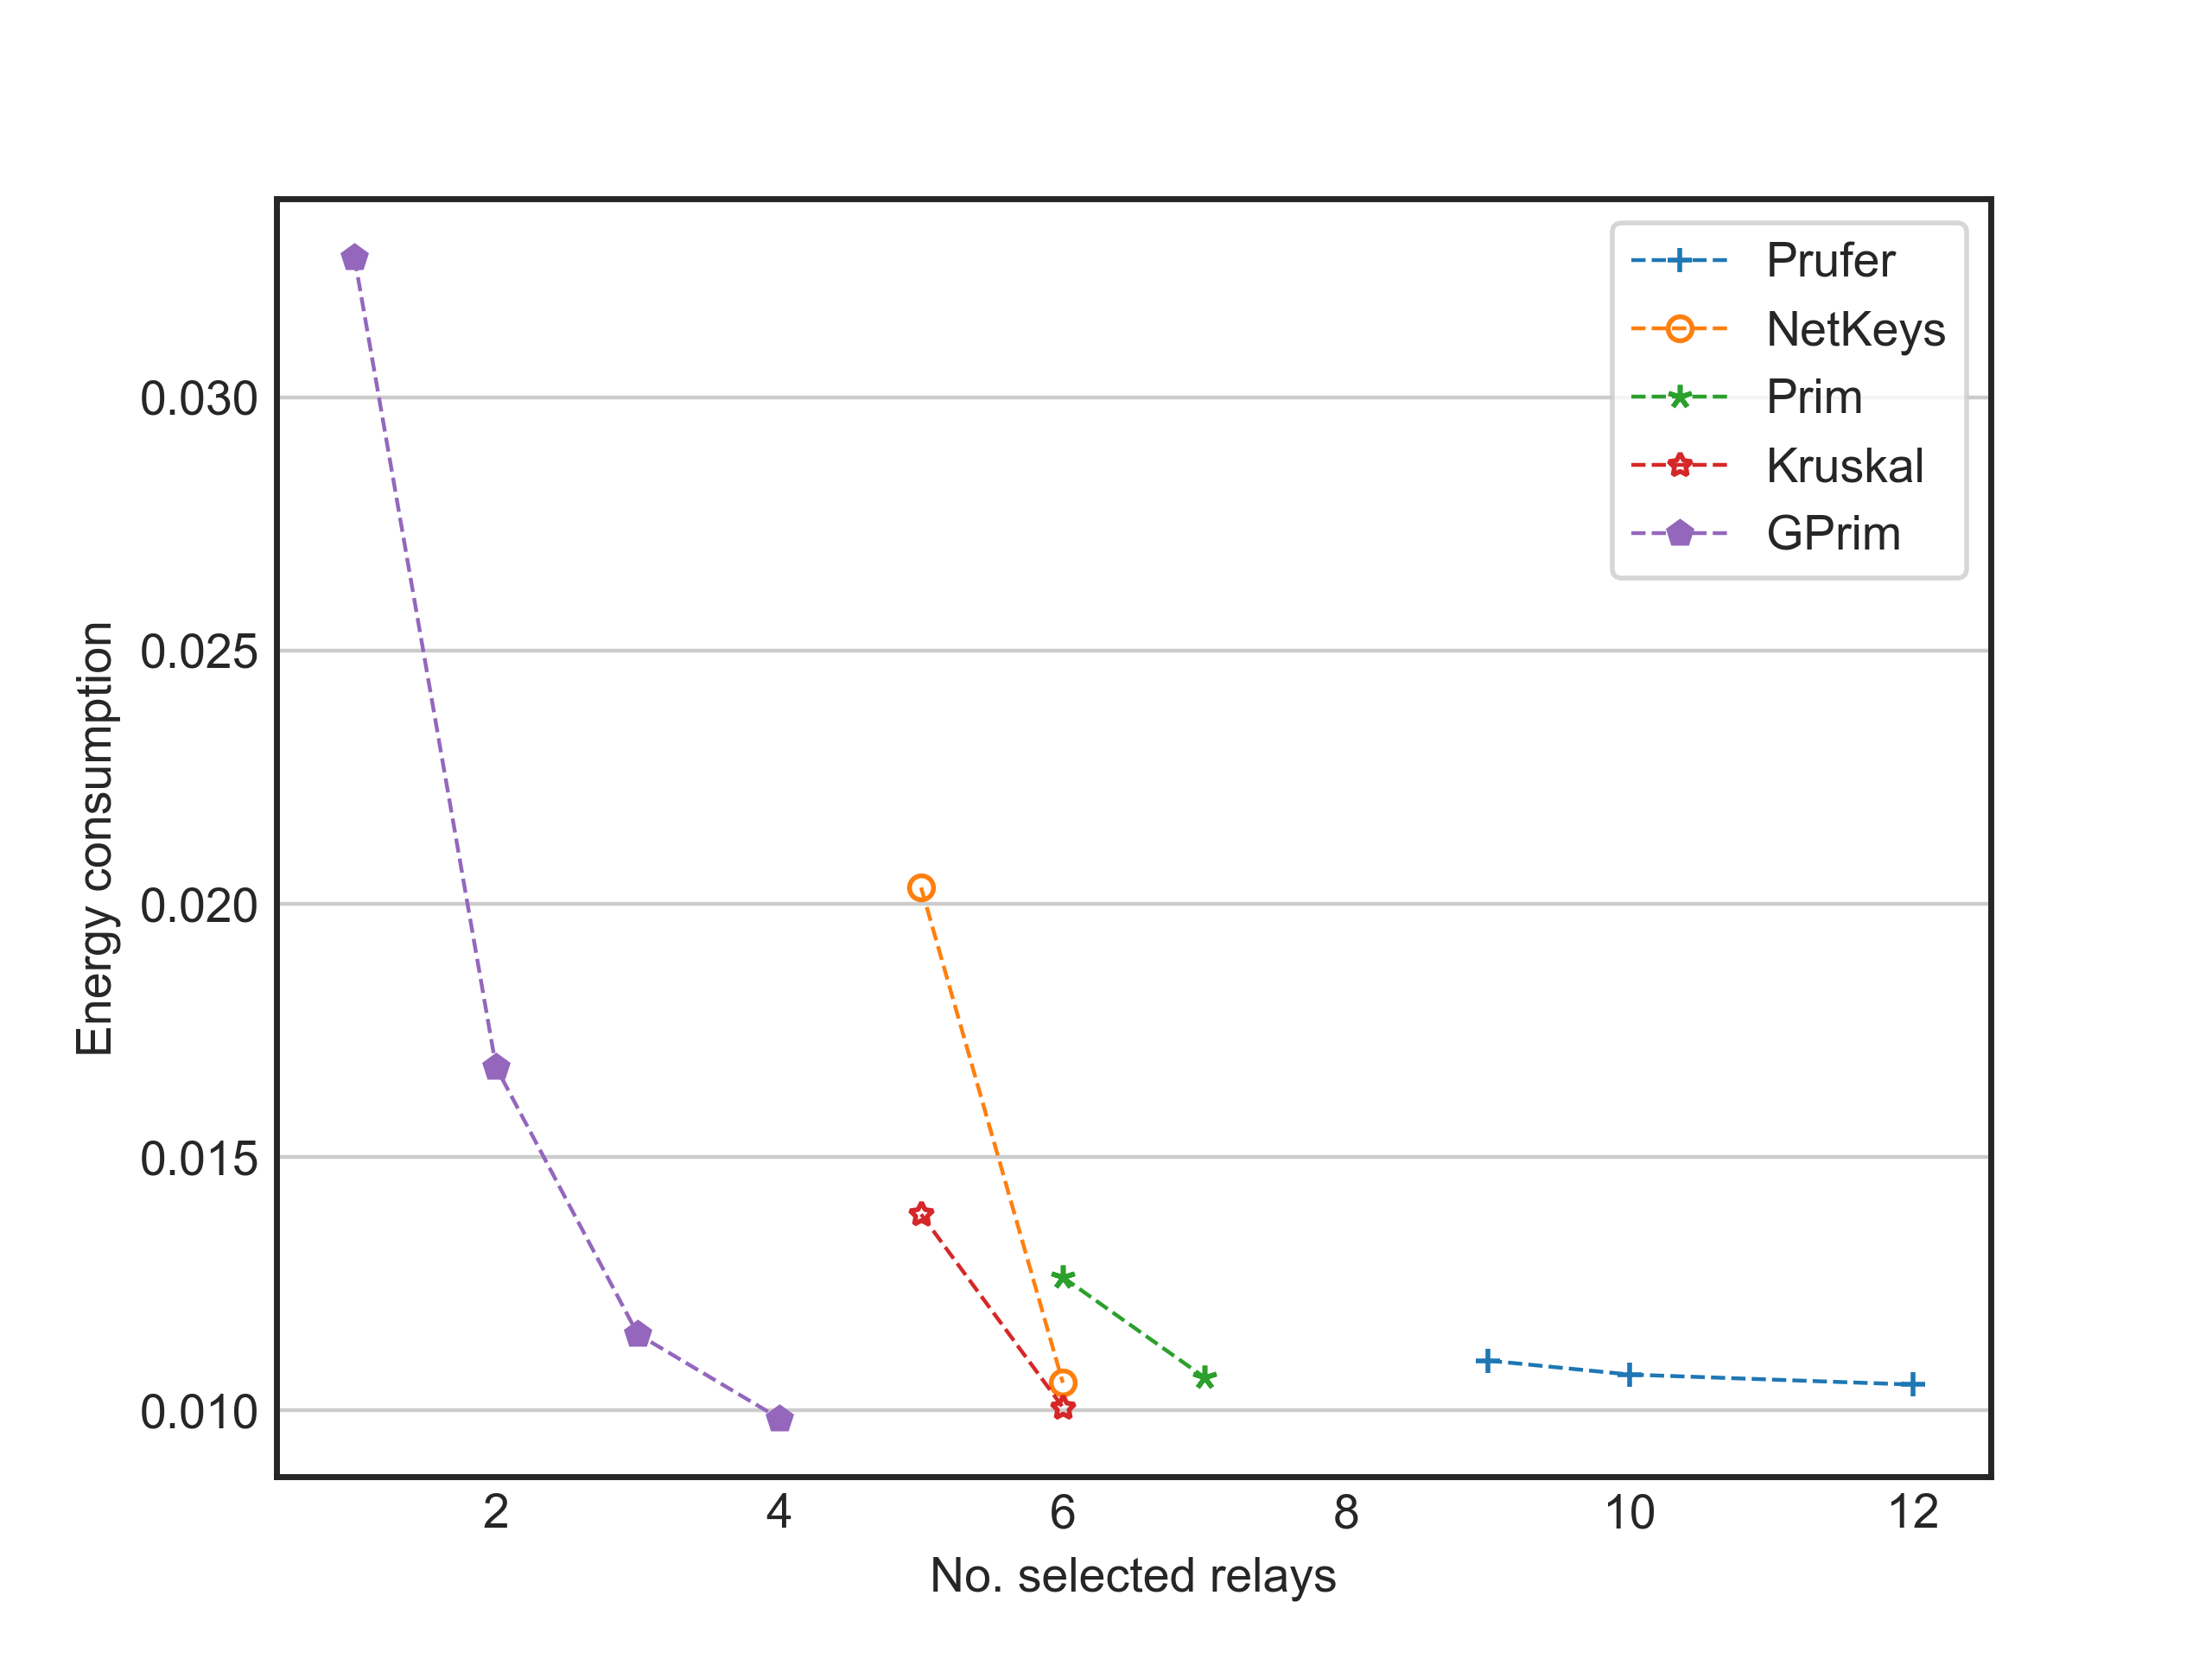 Prufer
NetKeys
Prim
Kruskal
GPrim
0.030
0.025
0.020
0.015
0.010
Energy consumption
2 4 6 8 10 12
No. selected relays